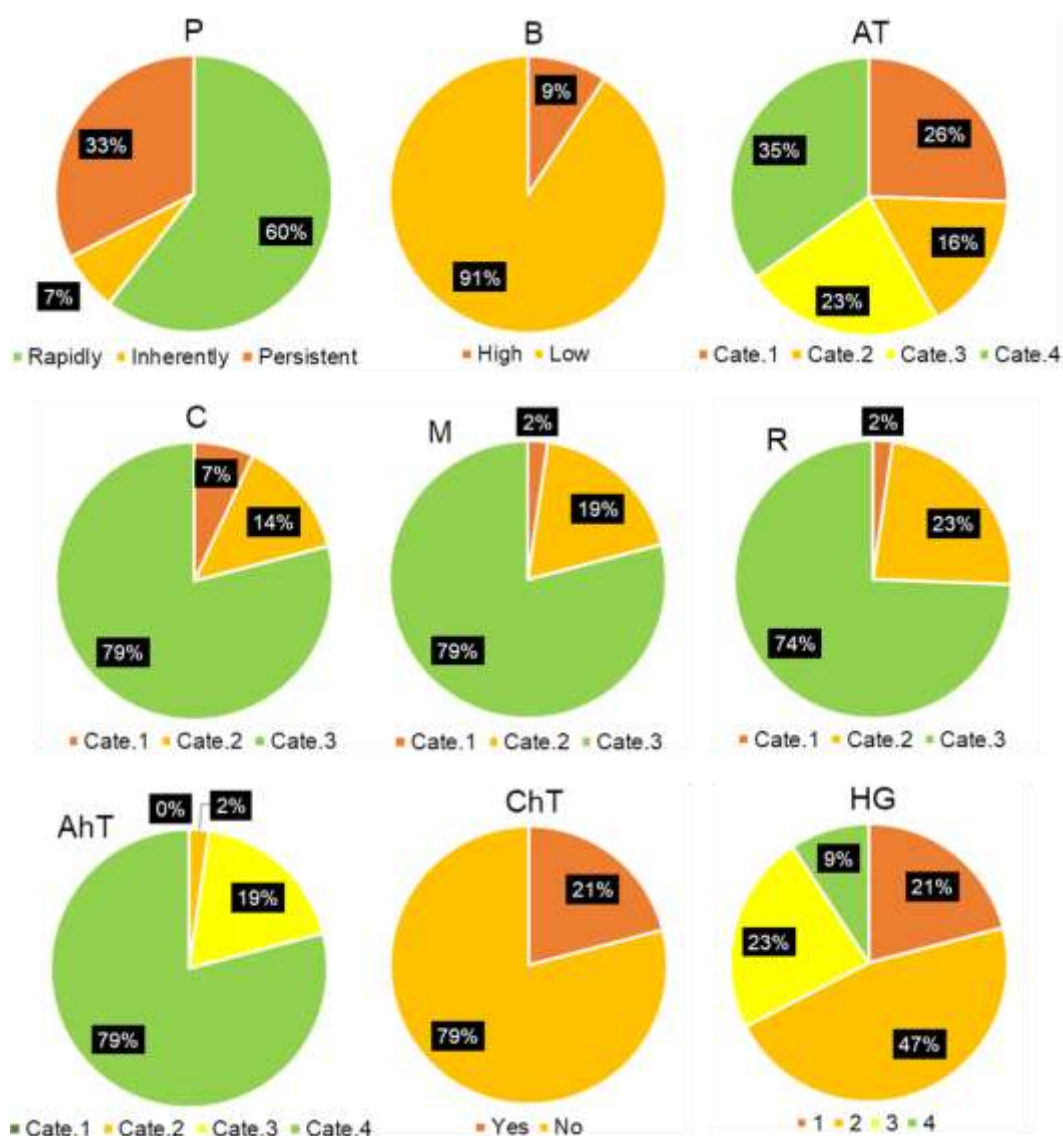 P
33%
60%
7%
Rapidly Inherently Persistent
B
9%
91%
High Low
AT
35%
26%
16%
23%
Cate.1 Cate.2 Cate.3 Cate.4
C
7%
14%
79%
Cate.1 Cate.2 Cate.3
M
2%
19%
79%
Cate.1 Cate.2 Cate.3
R
2%
23%
74%
Cate.1 Cate.2 Cate.3
AhT
0% 2%
19%
79%
Cate.1 Cate.2 Cate.3 Cate.4
ChT
21%
79%
Yes No
HG
9%
21%
23%
47%
1 2 3 4